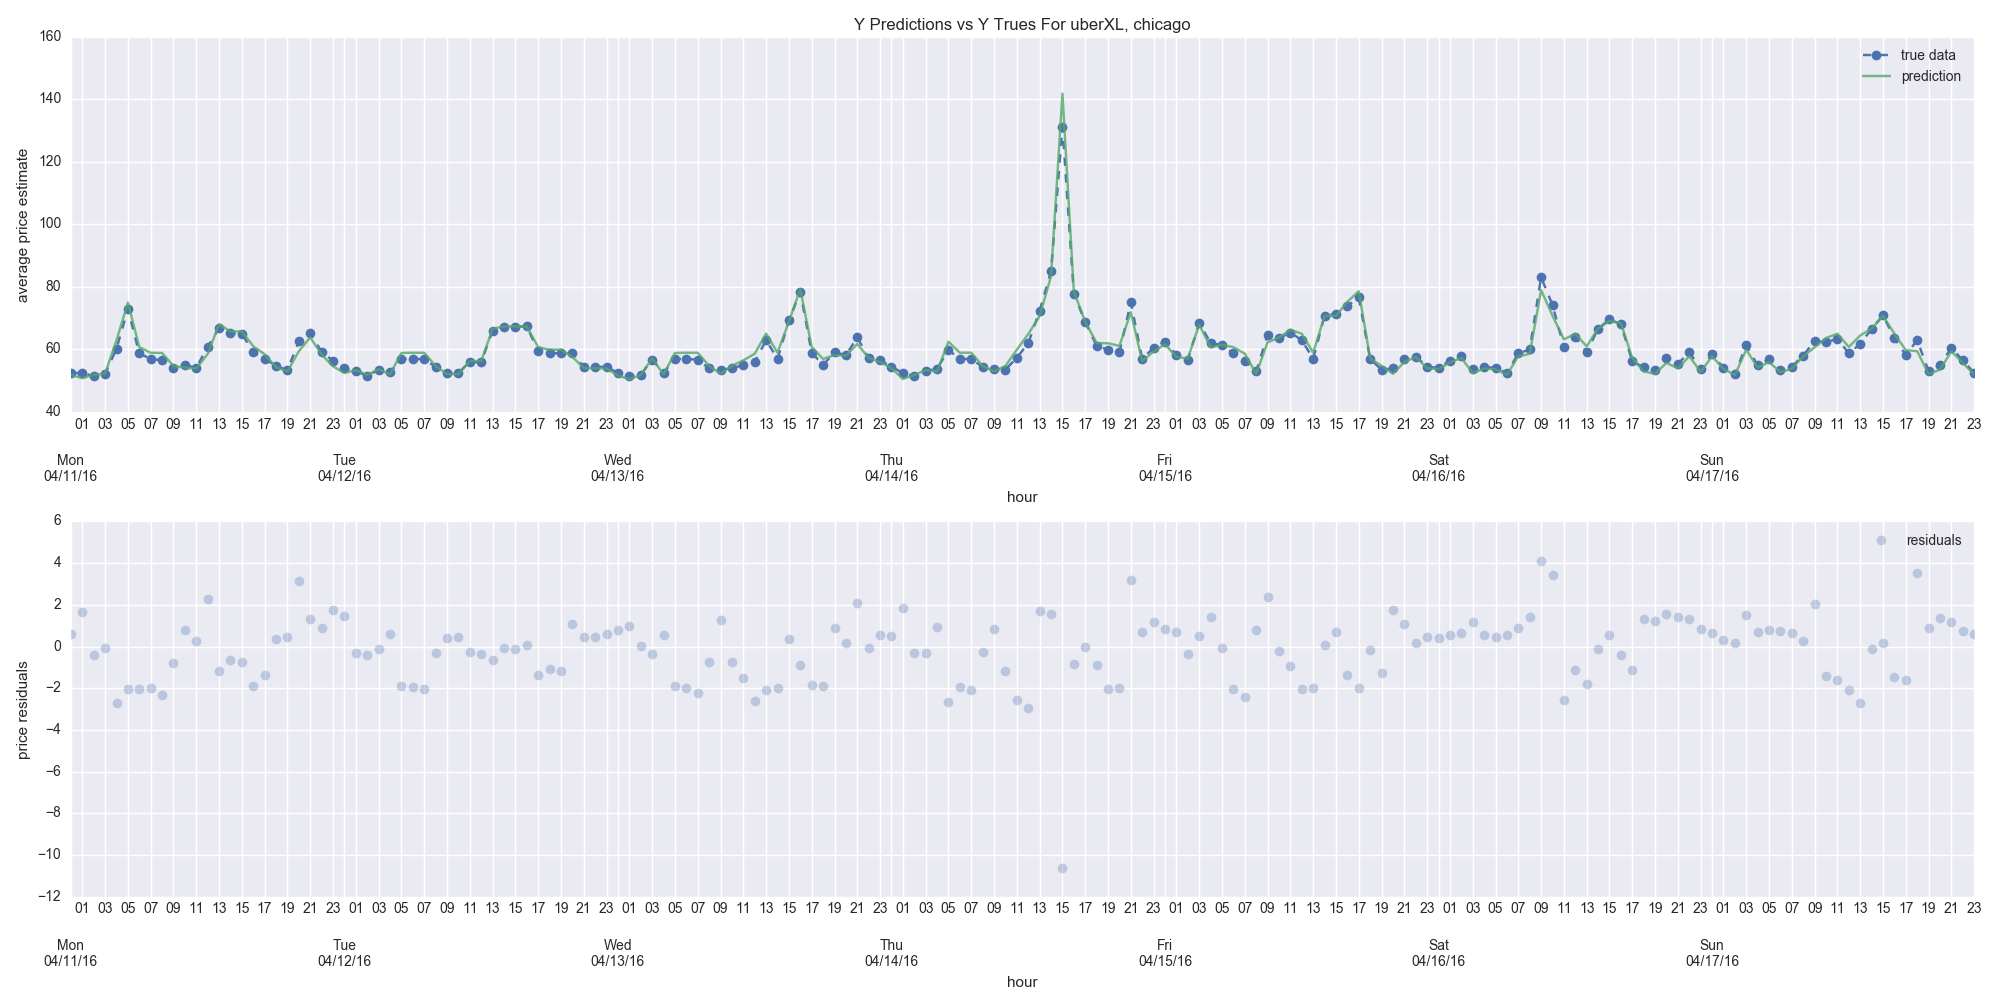 Y Predictions vs Y Trues For uberXL, chicago
160
140
120
100
80
60
40
average price estimate
true data
prediction
01 03 05 07 09 11 13 15 17 19 21 23 01 03 05 07 09 11 13 15 17 19 21 23 01 03 05 07 09 11 13 15 17 19 21 23 01 03 05 07 09 11 13 15 17 19 21 23 01 03 05 07 09 11 13 15 17 19 21 23 01 03 05 07 09 11 13 15 17 19 21 23 01 03 05 07 09 11 13 15 17 19 21 23
Mon Tue Wed Thu Fri Sat Sun
04/11/16 04/12/16 04/13/16 04/14/16 04/15/16 04/16/16 04/17/16
hour
6
4
2
0
−2
−4
−6
−8
−10
−12
price residuals
residuals
01 03 05 07 09 11 13 15 17 19 21 23 01 03 05 07 09 11 13 15 17 19 21 23 01 03 05 07 09 11 13 15 17 19 21 23 01 03 05 07 09 11 13 15 17 19 21 23 01 03 05 07 09 11 13 15 17 19 21 23 01 03 05 07 09 11 13 15 17 19 21 23 01 03 05 07 09 11 13 15 17 19 21 23
Mon Tue Wed Thu Fri Sat Sun
04/11/16 04/12/16 04/13/16 04/14/16 04/15/16 04/16/16 04/17/16
hour